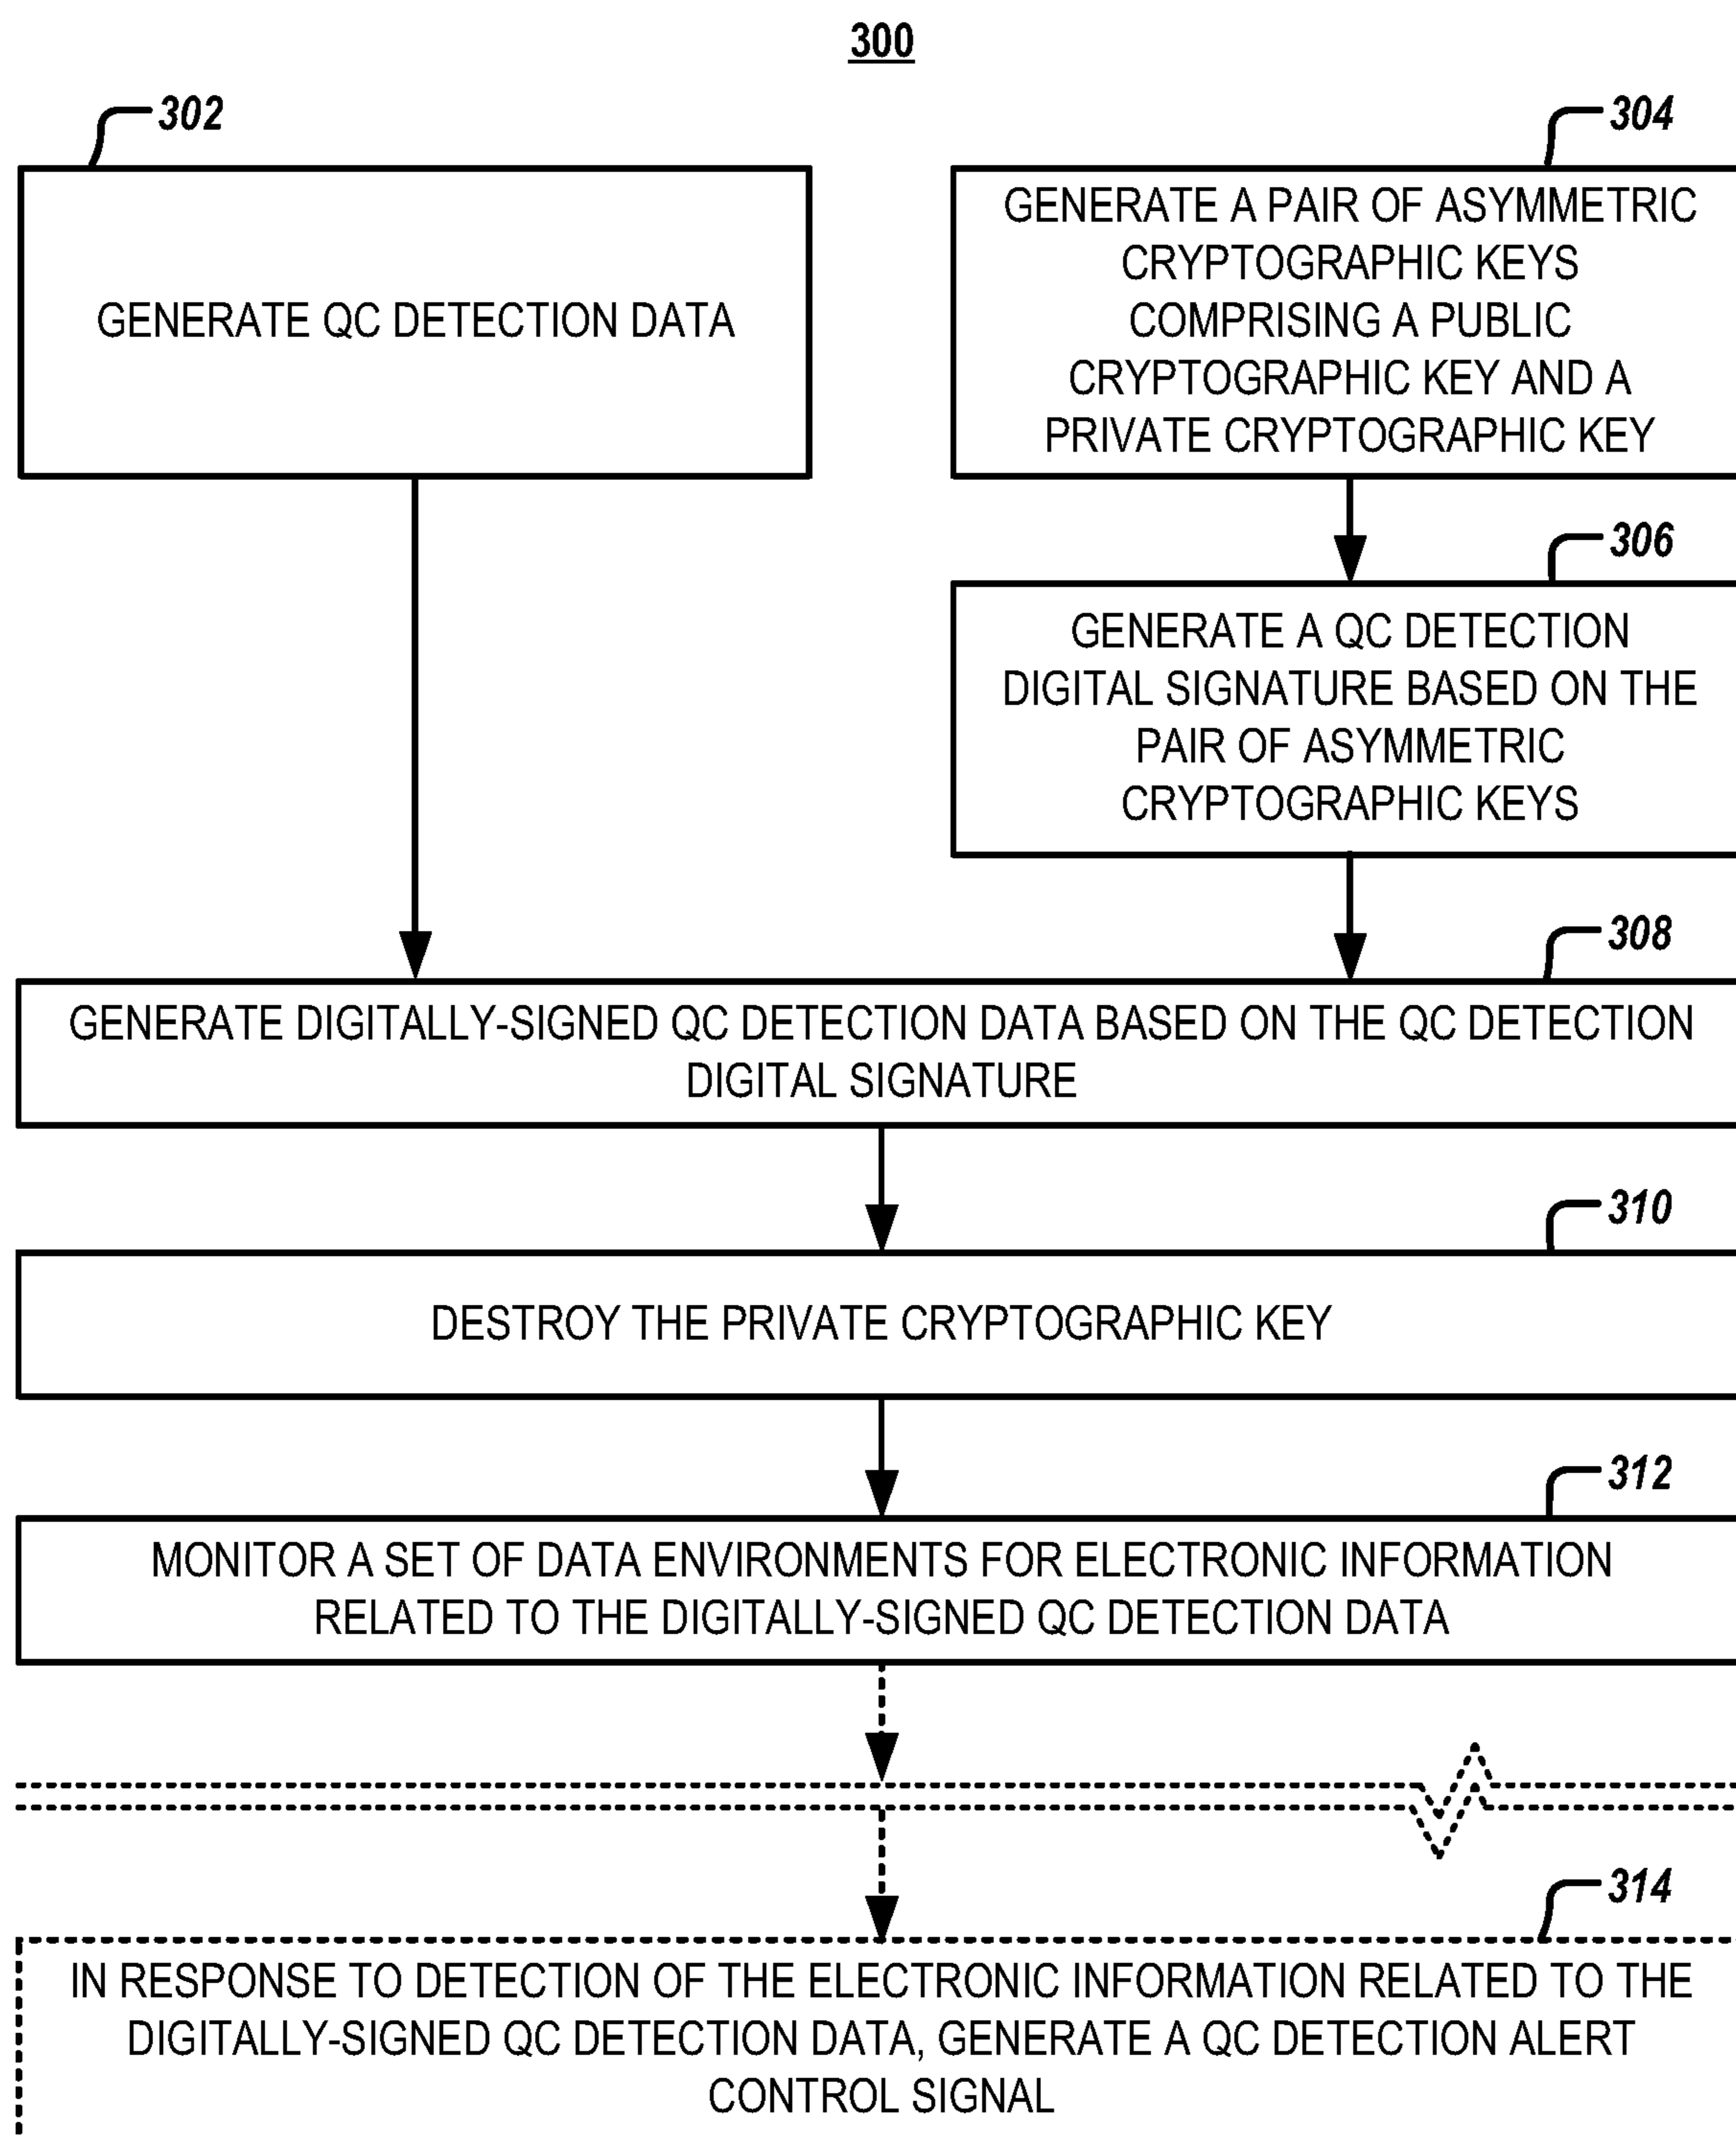 300
302
GENERATE QC DETECTION DATA
304
GENERATE A PAIR OF ASYMMETRIC
CRYPTOGRAPHIC KEYS
COMPRISING A PUBLIC
CRYPTOGRAPHIC KEY AND A
PRIVATE CRYPTOGRAPHIC KEY
306
GENERATE A QC DETECTION
DIGITAL SIGNATURE BASED ON THE
PAIR OF ASYMMETRIC
CRYPTOGRAPHIC KEYS
308
GENERATE DIGITALLY-SIGNED QC DETECTION DATA BASED ON THE QC DETECTION
DIGITAL SIGNATURE
310
DESTROY THE PRIVATE CRYPTOGRAPHIC KEY
312
MONITOR A SET OF DATA ENVIRONMENTS FOR ELECTRONIC INFORMATION
RELATED TO THE DIGITALLY-SIGNED QC DETECTION DATA
314
IN RESPONSE TO DETECTION OF THE ELECTRONIC INFORMATION RELATED TO THE
DIGITALLY-SIGNED QC DETECTION DATA, GENERATE A QC DETECTION ALERT
CONTROL SIGNAL